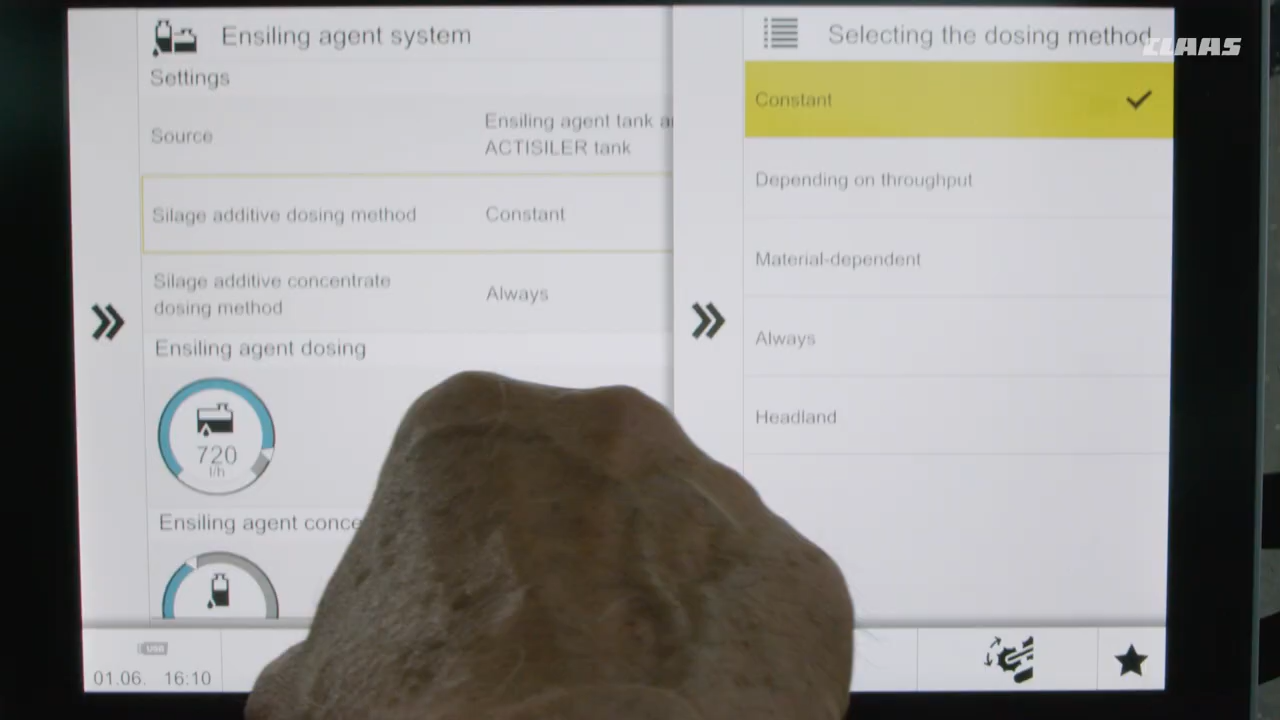 Ensiling agent system
Settings
Source
Ensiling agent tank
ACTISILER tank
Silage additive dosing method
Constant
Silage additive concentrate
dosing method
Always
Ensiling agent dosing
720
l/h
Ensiling agent
USB
01.06. 16:10
Selecting the dosing method
CLAAS
Constant
Depending on throughput
Material-dependent
Always
Headland